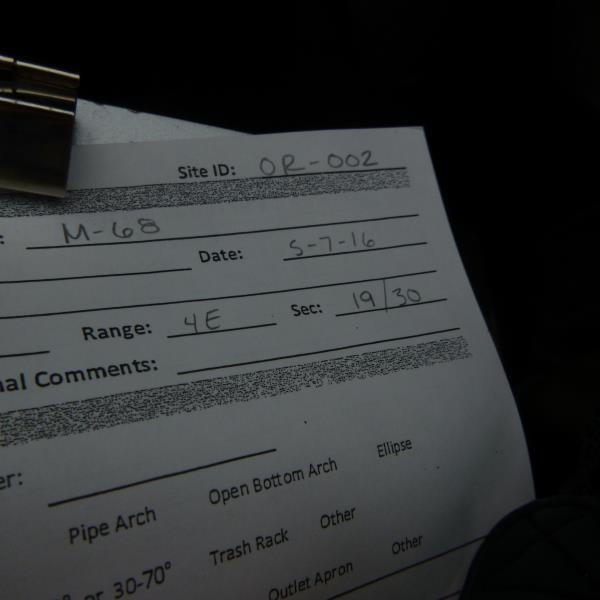 Site ID: OR-002
: M-68
Date: 5-7-16
Range: 4E Sec: 19/30
nal Comments:
er:
Pipe Arch Open Bottom Arch Ellipse
or 30-70° Trash Rack Other
Outlet Apron Other